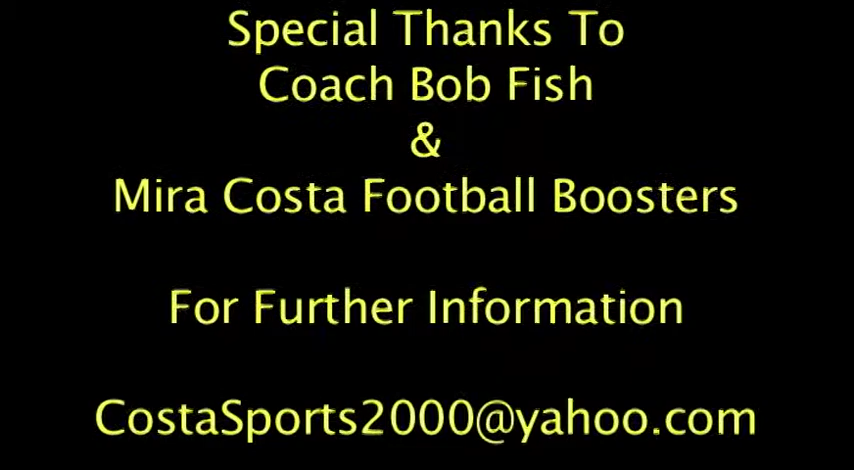 Special Thanks To
Coach Bob Fish
&
Mira Costa Football Boosters
For Further Information
CostaSports2000@yahoo.com